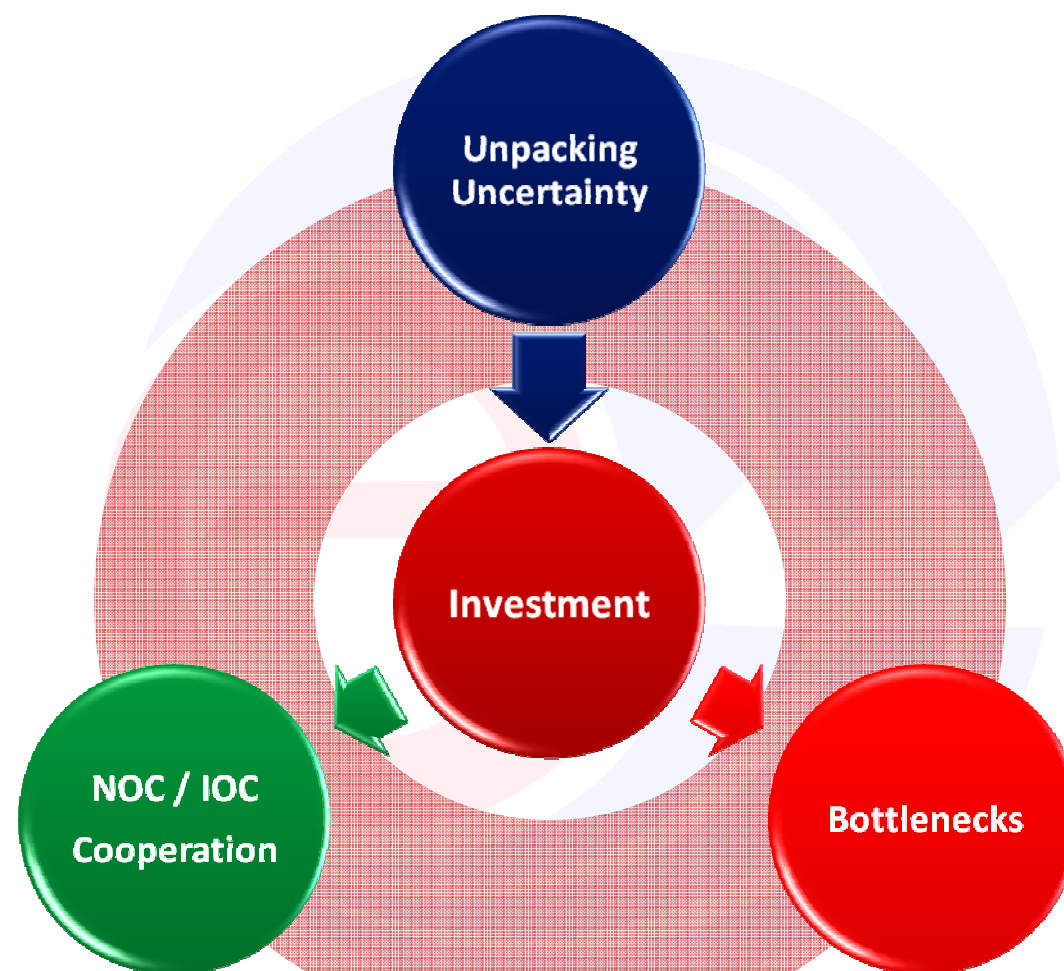 Unpacking
Uncertainty
Investment
NOC / IOC
Cooperation
Bottlenecks